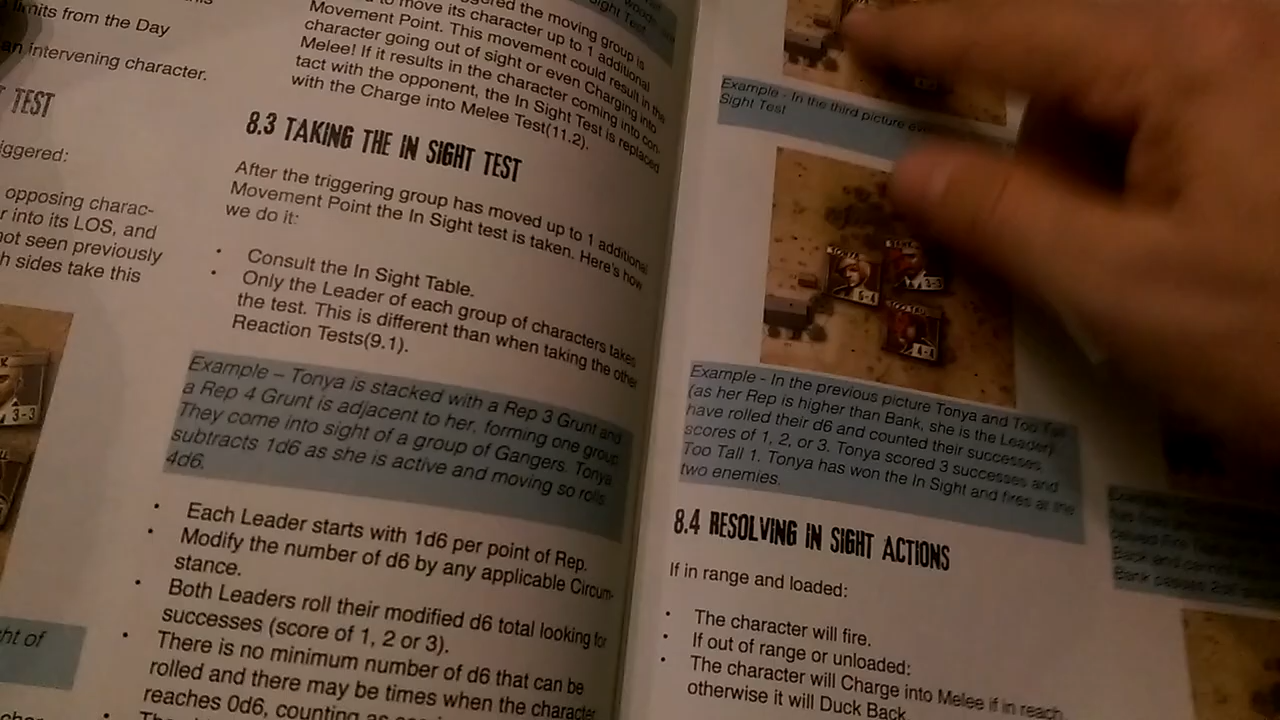 limits from the Day
an intervening character.
TEST
iggered:
opposing charac-
r into its LOS, and
not seen previously
h sides take this
3-3
ht of
the moving group is
to move its character up to 1 additional
Movement Point. This movement could result in the
character going out of sight or even Charging into
Melee! If it results in the character coming into con-
tact with the opponent, the In Sight Test is replaced
with the Charge into Melee Test(11.2).
8.3 TAKING THE IN SIGHT TEST
After the triggering group has moved up to 1 additional
Movement Point the In Sight test is taken. Here's how
we do it:
• Consult the In Sight Table.
• Only the Leader of each group of characters takes
the test. This is different than when taking the other
Reaction Tests(9.1).
Example – Tonya is stacked with a Rep 3 Grunt and
a Rep 4 Grunt is adjacent to her, forming one group.
They come into sight of a group of Gangers. Tonya
subtracts 1d6 as she is active and moving so rolls
4d6.
• Each Leader starts with 1d6 per point of Rep.
• Modify the number of d6 by any applicable Circum-
stance.
• Both Leaders roll their modified d6 total looking for
successes (score of 1, 2 or 3).
• There is no minimum number of d6 that can be
rolled and there may be times when the character
reaches 0d6, counting as
Sight Test
Example - In the third picture
Sight Test
TONYA
5-4
3-3
TOO TALL
4-4
Example - In the previous picture Tonya and Too Tall
(as her Rep is higher than Bank, she is the Leader)
have rolled their d6 and counted their successes,
scores of 1, 2, or 3. Tonya scored 3 successes and
Too Tall 1. Tonya has won the In Sight and fires at the
two enemies.
8.4 RESOLVING IN SIGHT ACTIONS
If in range and loaded:
• The character will fire.
• If out of range or unloaded:
• The character will Charge into Melee if in reach
otherwise it will Duck Back